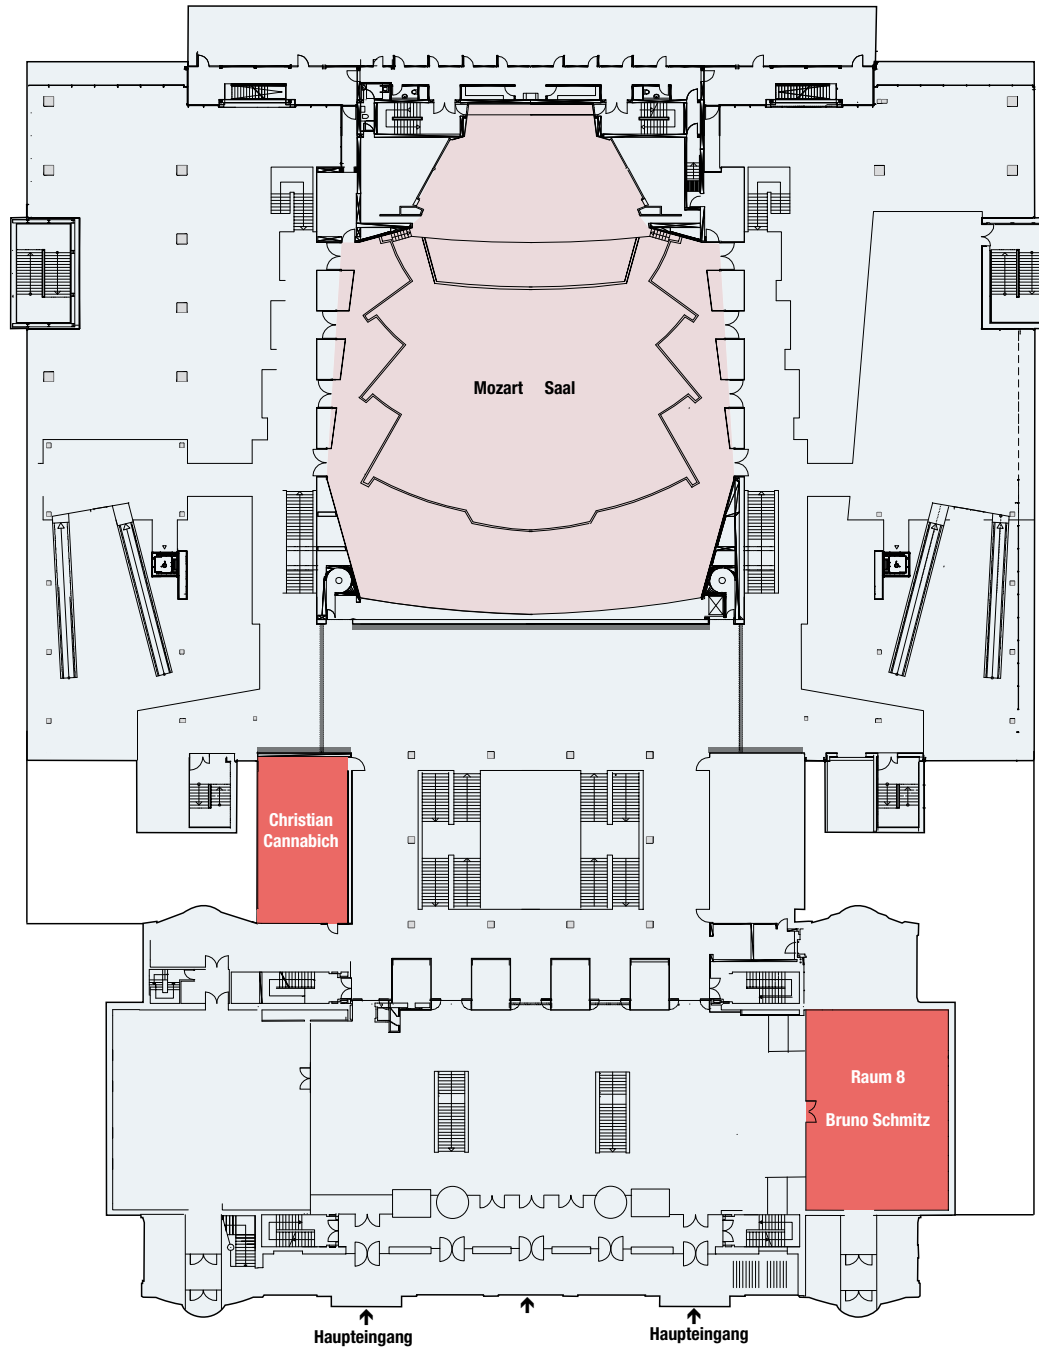 Mozart Saal
Christian
Cannabich
Raum 8
Bruno Schmitz
Haupteingang
Haupteingang